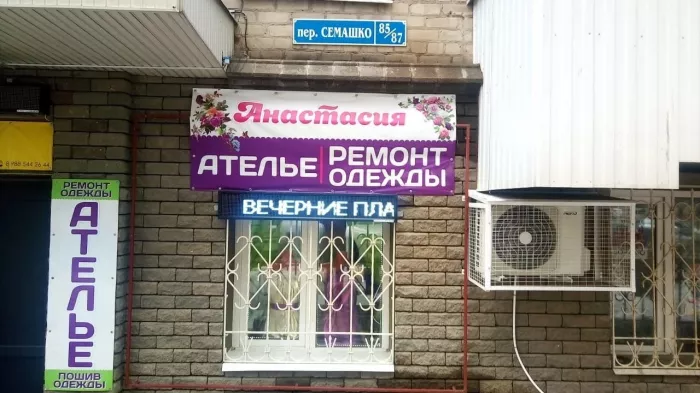 пер. СЕМАШКО 85/87
Анастасия
АТЕЛЬЕ РЕМОНТ ОДЕЖДЫ
ВЕЧЕРНИЕ ПЛА
РЕМОНТ
ОДЕЖДЫ
АТЕЛЬЕ
ПОШИВ
ОДЕЖДЫ